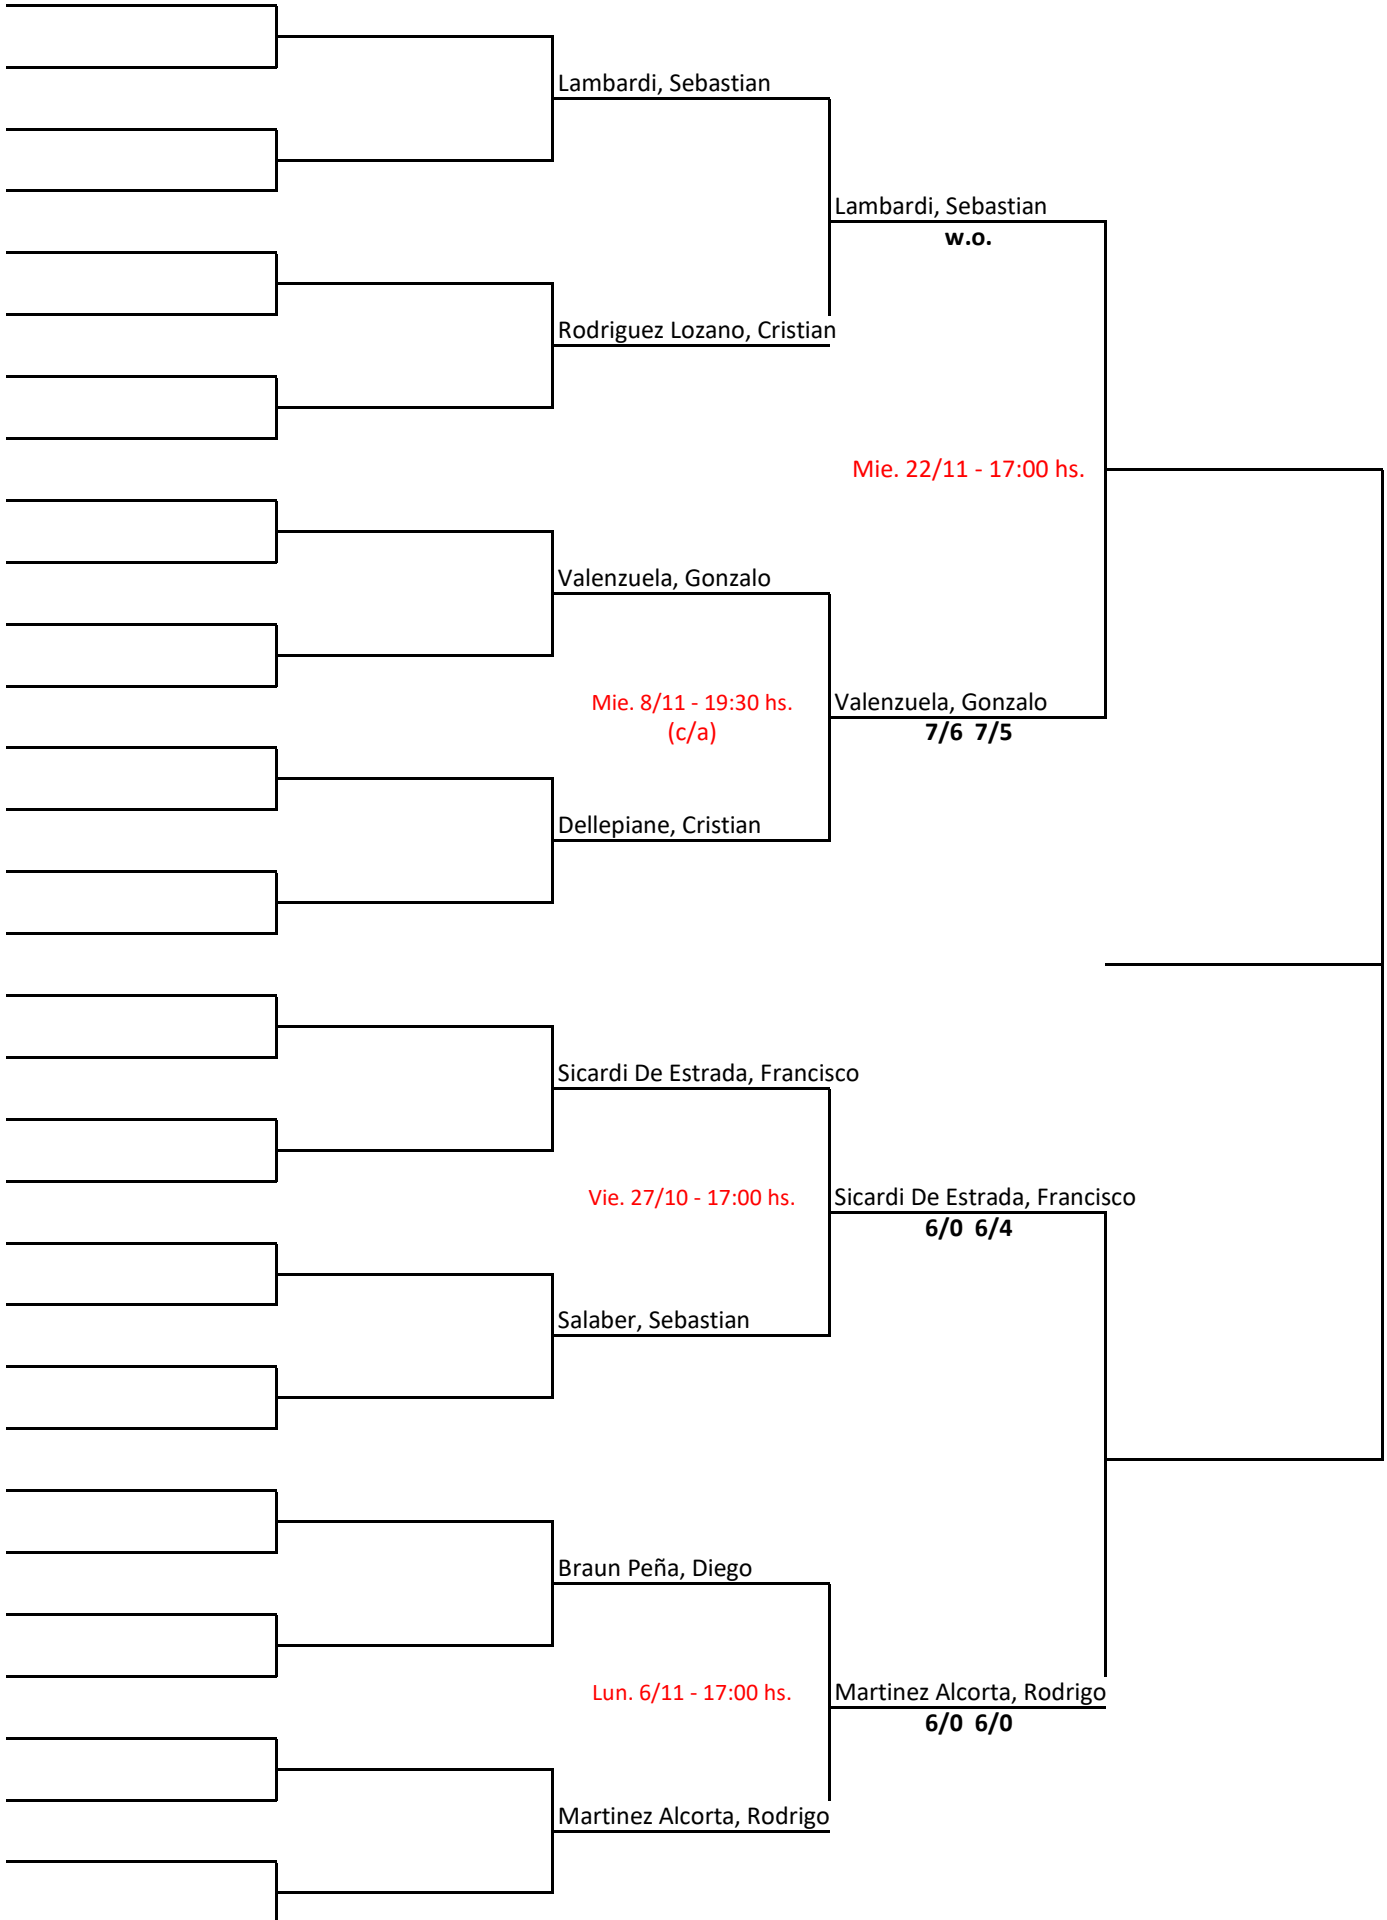 Lambardi, Sebastian
Lambardi, Sebastian
w.o.
Rodriguez Lozano, Cristian
Mie. 22/11 - 17:00 hs.
Valenzuela, Gonzalo
Mie. 8/11 - 19:30 hs.
(c/a)
Valenzuela, Gonzalo
7/6 7/5
Dellepiane, Cristian
Sicardi De Estrada, Francisco
Vie. 27/10 - 17:00 hs.
Sicardi De Estrada, Francisco
6/0 6/4
Salaber, Sebastian
Braun Peña, Diego
Lun. 6/11 - 17:00 hs.
Martinez Alcorta, Rodrigo
6/0 6/0
Martinez Alcorta, Rodrigo